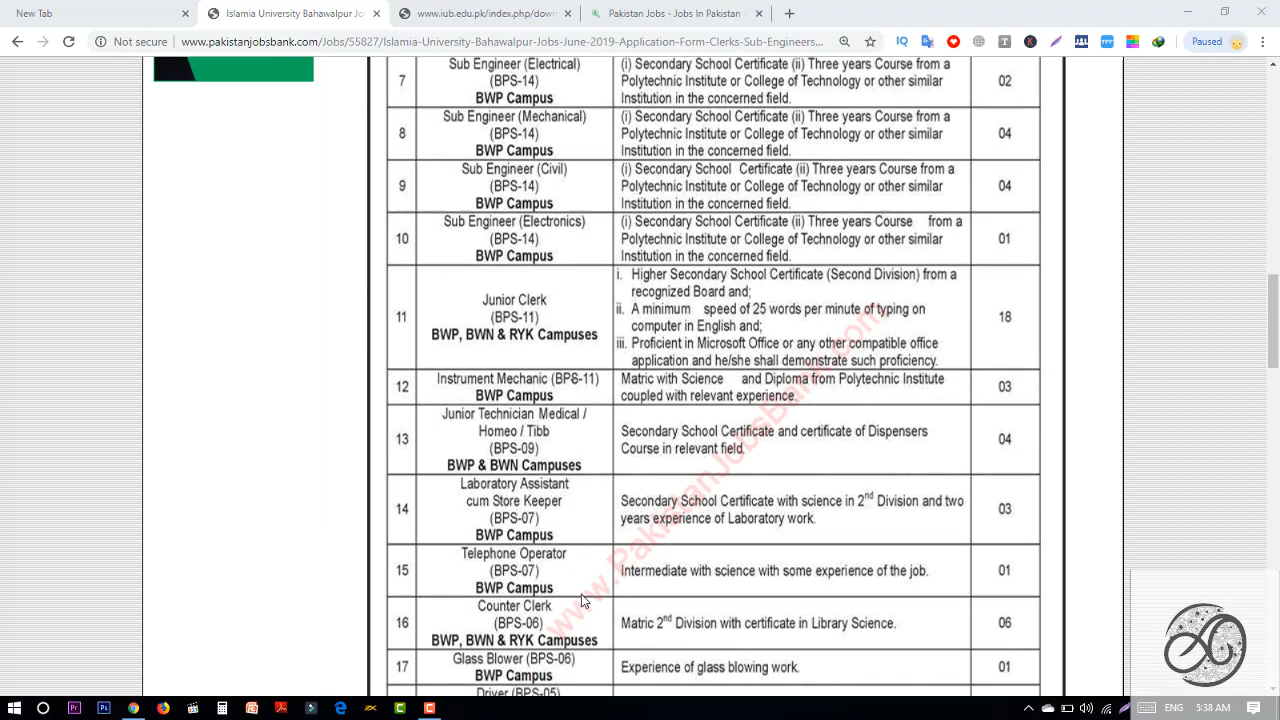 New Tab
Islamia University Bahawalpur Jo
www.iub.edu.pk/index.php/down
Pakistan Jobs - Jobs In Pakistan -
Not secure
www.pakistanjobsbank.com/Jobs/55827/Islamia-University-Bahawalpur-Jobs-June-2019-Application-Form-Clerks-Sub-Engineers...
IQ
T
K
TFT
Paused
7
Sub Engineer (Electrical)
(BPS-14)
BWP Campus
(i) Secondary School Certificate (ii) Three years Course from a
Polytechnic Institute or College of Technology or other similar
Institution in the concerned field.
02
8
Sub Engineer (Mechanical)
(BPS-14)
BWP Campus
(i) Secondary School Certificate (ii) Three years Course from a
Polytechnic Institute or College of Technology or other similar
Institution in the concerned field.
04
9
Sub Engineer (Civil)
(BPS-14)
BWP Campus
(i) Secondary School Certificate (ii) Three years Course from a
Polytechnic Institute or College of Technology or other similar
Institution in the concerned field.
04
10
Sub Engineer (Electronics)
(BPS-14)
BWP Campus
(i) Secondary School Certificate (ii) Three years Course from a
Polytechnic Institute or College of Technology or other similar
Institution in the concerned field.
01
11
Junior Clerk
(BPS-11)
BWP, BWN & RYK Campuses
i. Higher Secondary School Certificate (Second Division) from a
recognized Board and;
ii. A minimum speed of 25 words per minute of typing on
computer in English and;
iii. Proficient in Microsoft Office or any other compatible office
application and he/she shall demonstrate such proficiency.
18
12
Instrument Mechanic (BPS-11)
BWP Campus
Matric with Science and Diploma from Polytechnic Institute
coupled with relevant experience.
03
13
Junior Technician Medical /
Homeo / Tibb
(BPS-09)
BWP & BWN Campuses
Secondary School Certificate and certificate of Dispensers
Course in relevant field.
04
14
Laboratory Assistant
cum Store Keeper
(BPS-07)
BWP Campus
Secondary School Certificate with science in 2nd Division and two
years experience of Laboratory work.
03
15
Telephone Operator
(BPS-07)
BWP Campus
Intermediate with science with some experience of the job.
01
16
Counter Clerk
(BPS-06)
BWP, BWN & RYK Campuses
Matric 2nd Division with certificate in Library Science.
06
17
Glass Blower (BPS-06)
BWP Campus
Experience of glass blowing work.
01
Driver (BPS-05)
www.PakistanJobsBank.com
Pr
Ps
ENG
5:38 AM